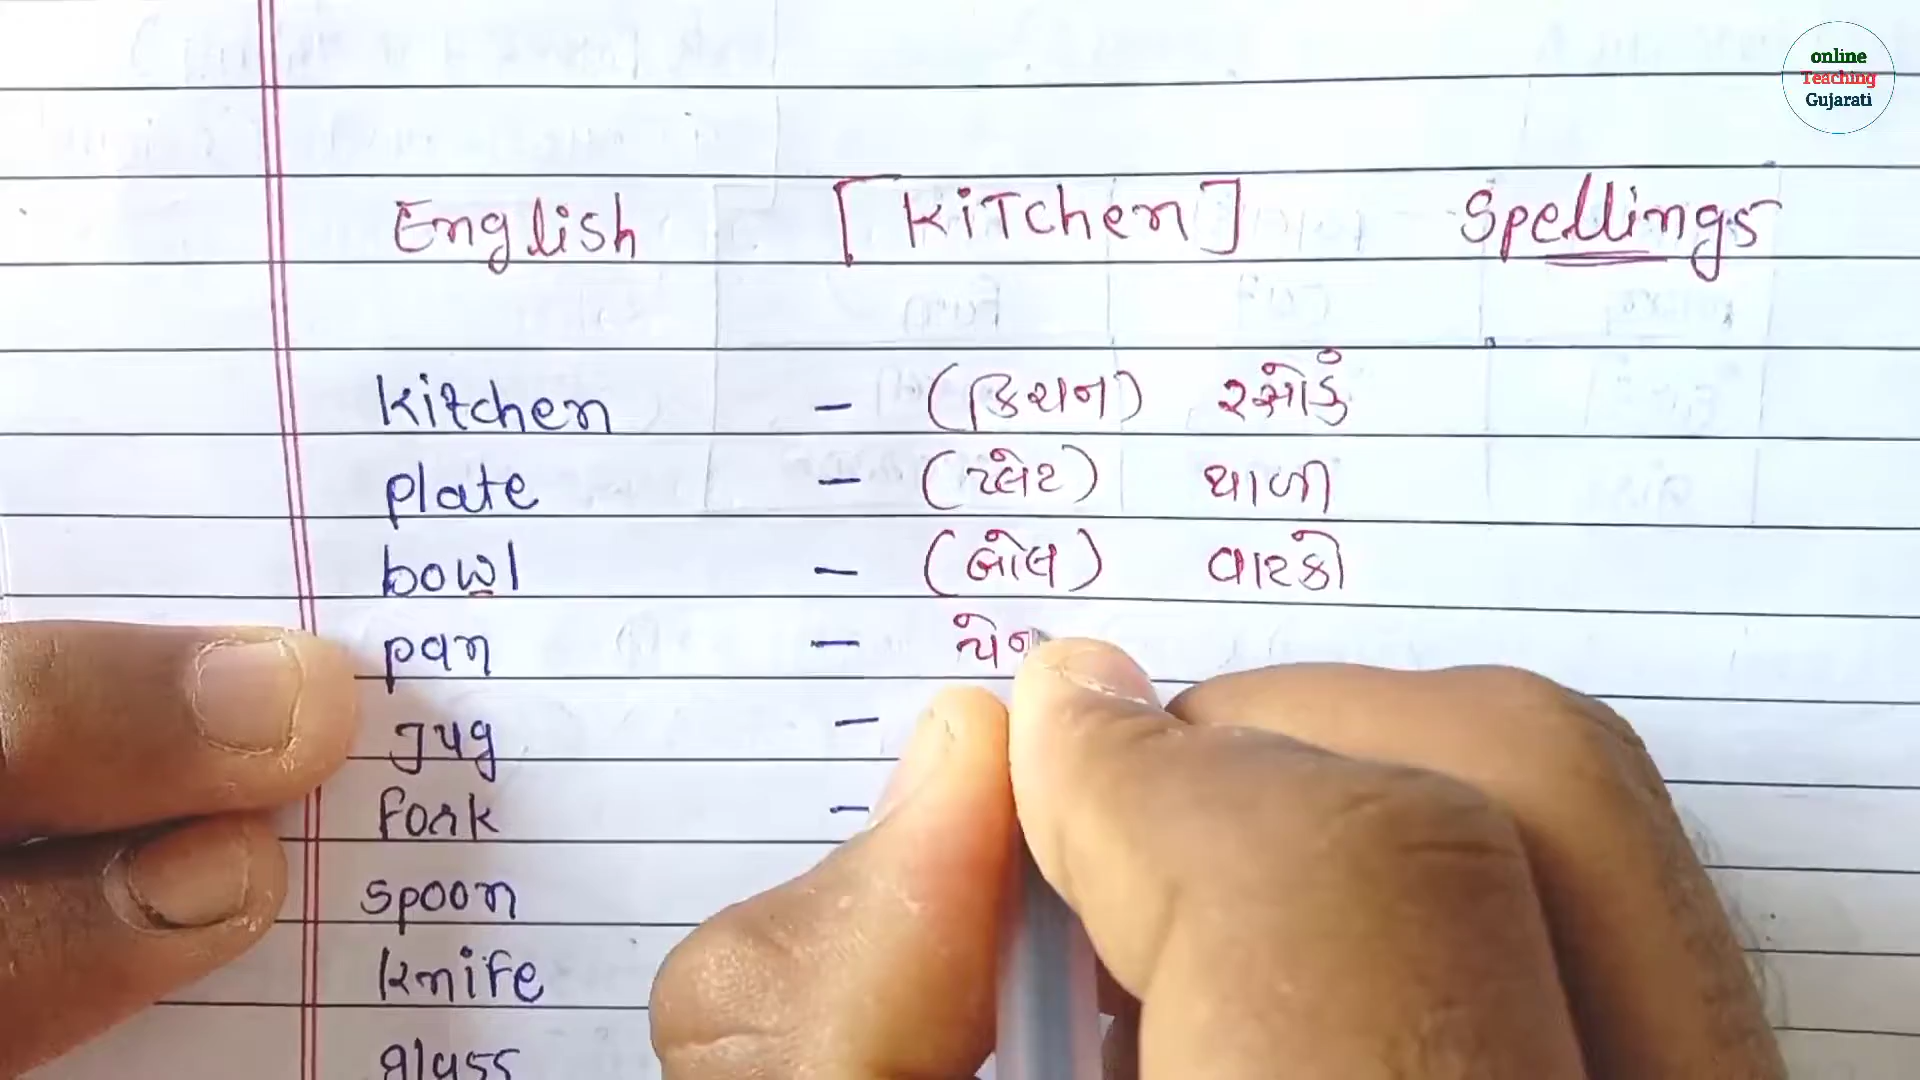 online
Teaching
Gujarati
English [Kitchen] Spellings
kitchen - (કિચન) રસોડું
plate - (પ્લેટ) થાળી
bowl - (બોલ) વાટકો
pan - પેન
Jug -
Fork -
spoon
knife
glass